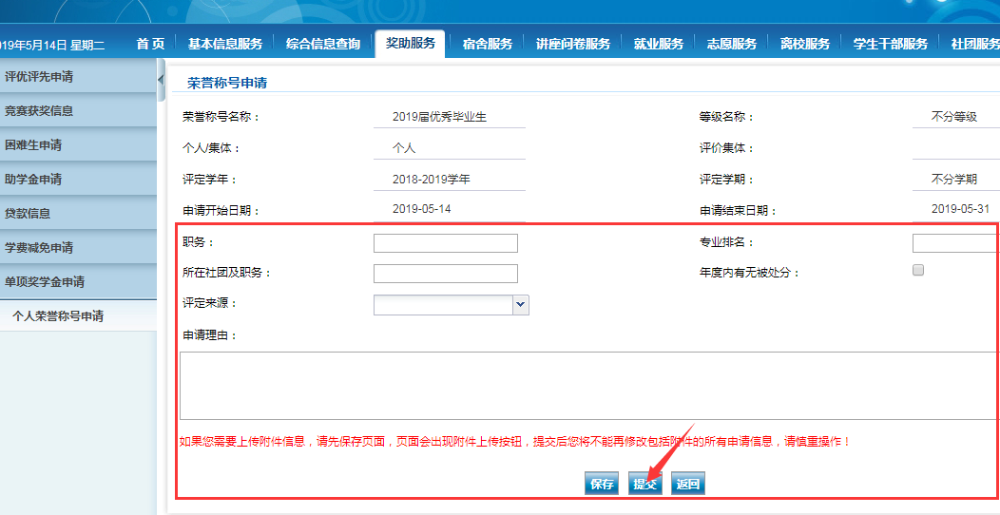 019年5月14日 星期二 首 页 基本信息服务 综合信息查询 奖助服务 宿舍服务 讲座问卷服务 就业服务 志愿服务 离校服务 学生干部服务 社团服务
评优评先申请
竞赛获奖信息
困难生申请
助学金申请
贷款信息
学费减免申请
单项奖学金申请
个人荣誉称号申请
荣誉称号申请
荣誉称号名称： 2019届优秀毕业生 等级名称： 不分等级
个人/集体： 个人 评价集体：
评定学年： 2018-2019学年 评定学期： 不分学期
申请开始日期： 2019-05-14 申请结束日期： 2019-05-31
职务： 专业排名：
所在社团及职务： 年度内有无被处分：
评定来源：
申请理由：
如果您需要上传附件信息，请先保存页面，页面会出现附件上传按钮，提交后您将不能再修改包括附件的所有申请信息，请慎重操作！
保存 提交 返回